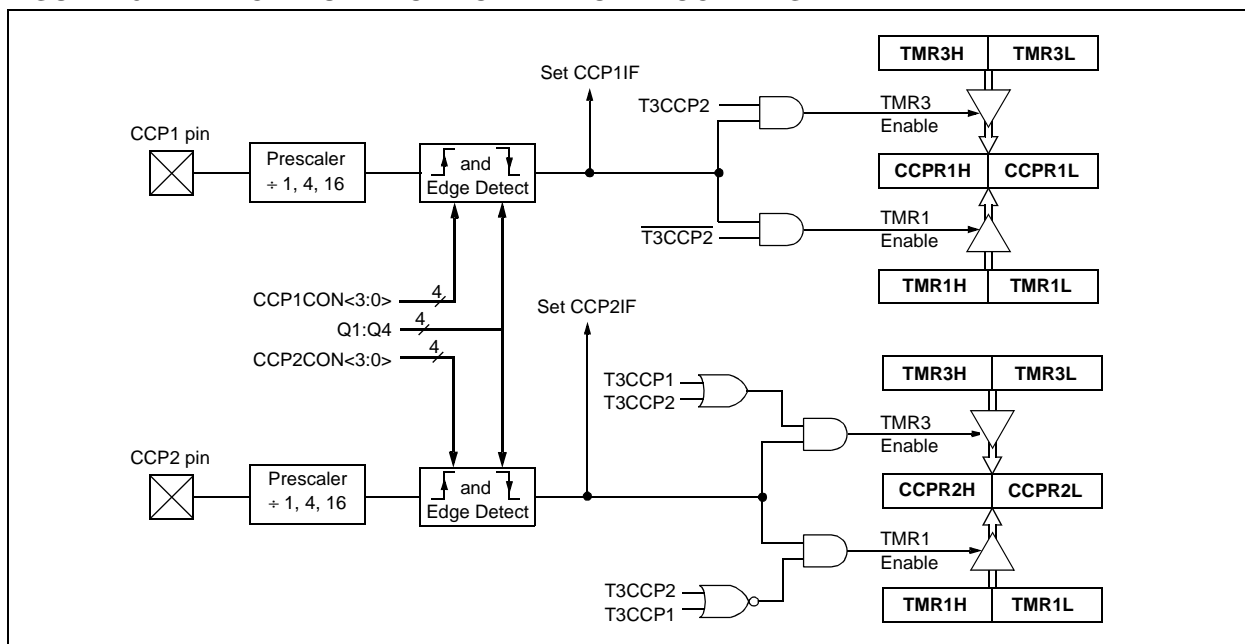 TMR3H TMR3L
Set CCP1IF
T3CCP2
TMR3
Enable
CCP1 pin
Prescaler
÷ 1, 4, 16
and
Edge Detect
CCPR1H CCPR1L
TMR1
Enable
T3CCP2
TMR1H TMR1L
CCP1CON<3:0>
4
Q1:Q4
4
CCP2CON<3:0>
4
Set CCP2IF
TMR3H TMR3L
T3CCP1
T3CCP2
TMR3
Enable
CCP2 pin
Prescaler
÷ 1, 4, 16
and
Edge Detect
CCPR2H CCPR2L
TMR1
Enable
T3CCP2
T3CCP1
TMR1H TMR1L